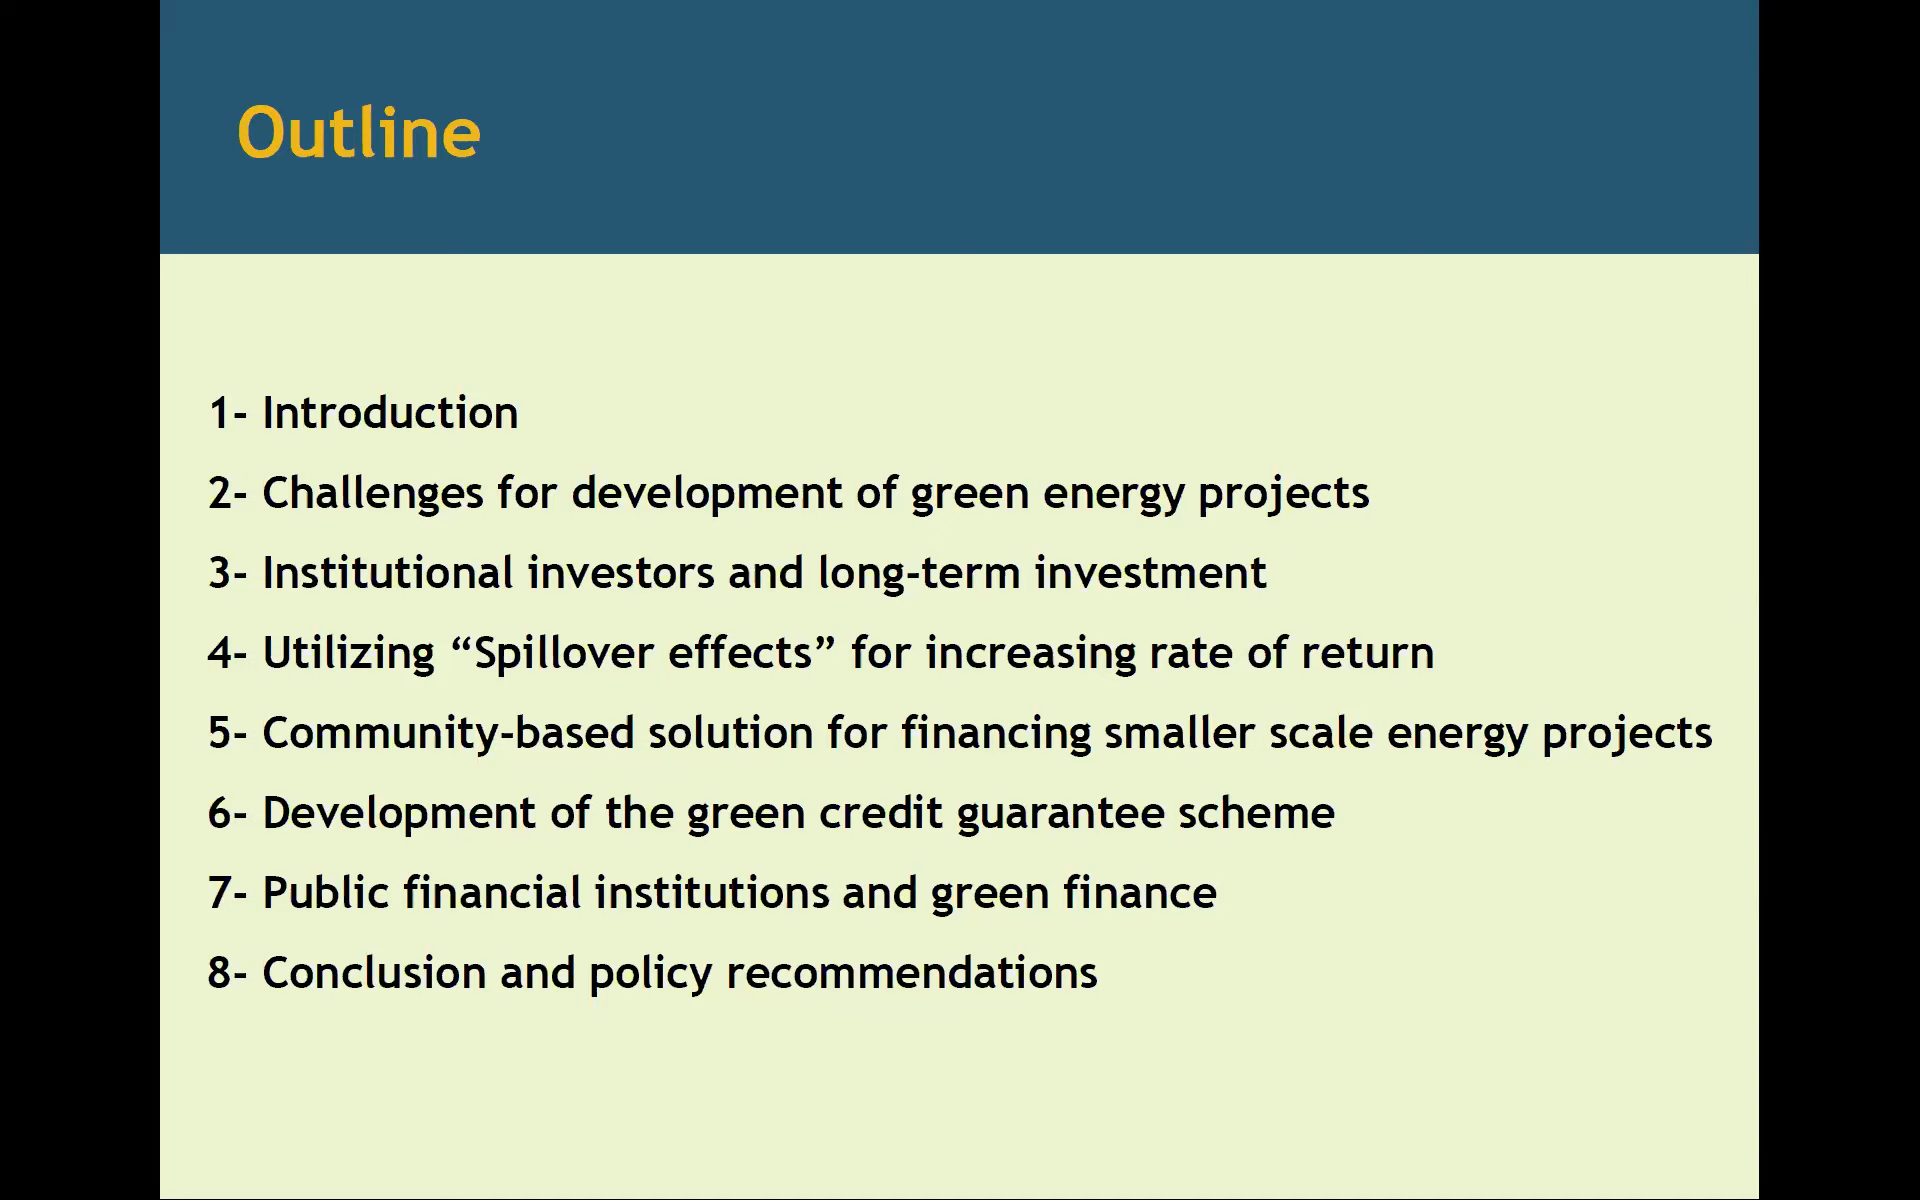 Outline
1- Introduction
2- Challenges for development of green energy projects
3- Institutional investors and long-term investment
4- Utilizing “Spillover effects” for increasing rate of return
5- Community-based solution for financing smaller scale energy projects
6- Development of the green credit guarantee scheme
7- Public financial institutions and green finance
8- Conclusion and policy recommendations